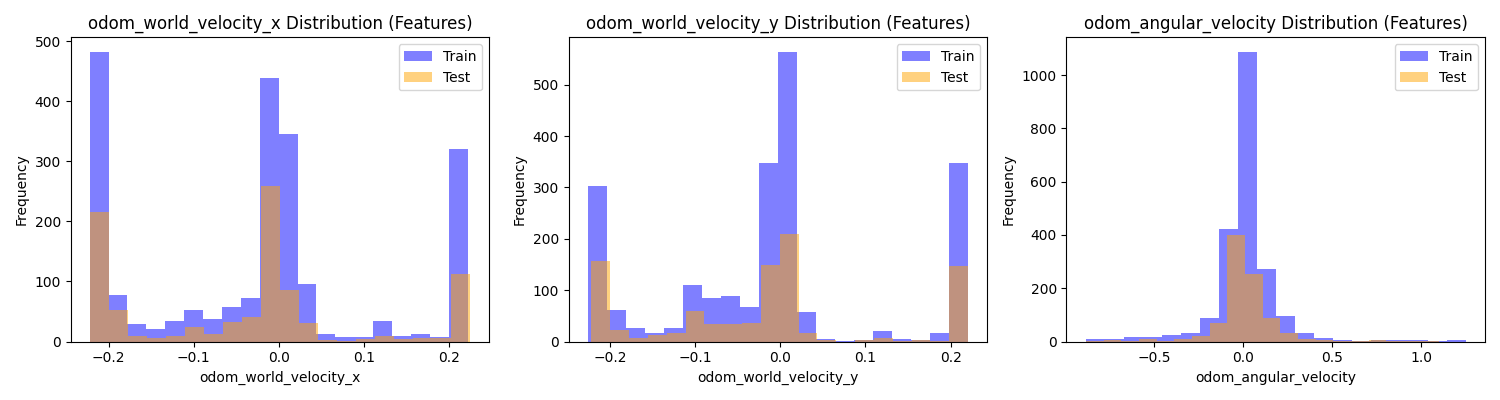 odom_world_velocity_x Distribution (Features)
500
400
300
200
100
0
Frequency
−0.2
−0.1
0.0
0.1
0.2
odom_world_velocity_x
Train
Test
odom_world_velocity_y Distribution (Features)
500
400
300
200
100
0
Frequency
−0.2
−0.1
0.0
0.1
0.2
odom_world_velocity_y
Train
Test
odom_angular_velocity Distribution (Features)
1000
800
600
400
200
0
Frequency
−0.5
0.0
0.5
1.0
odom_angular_velocity
Train
Test